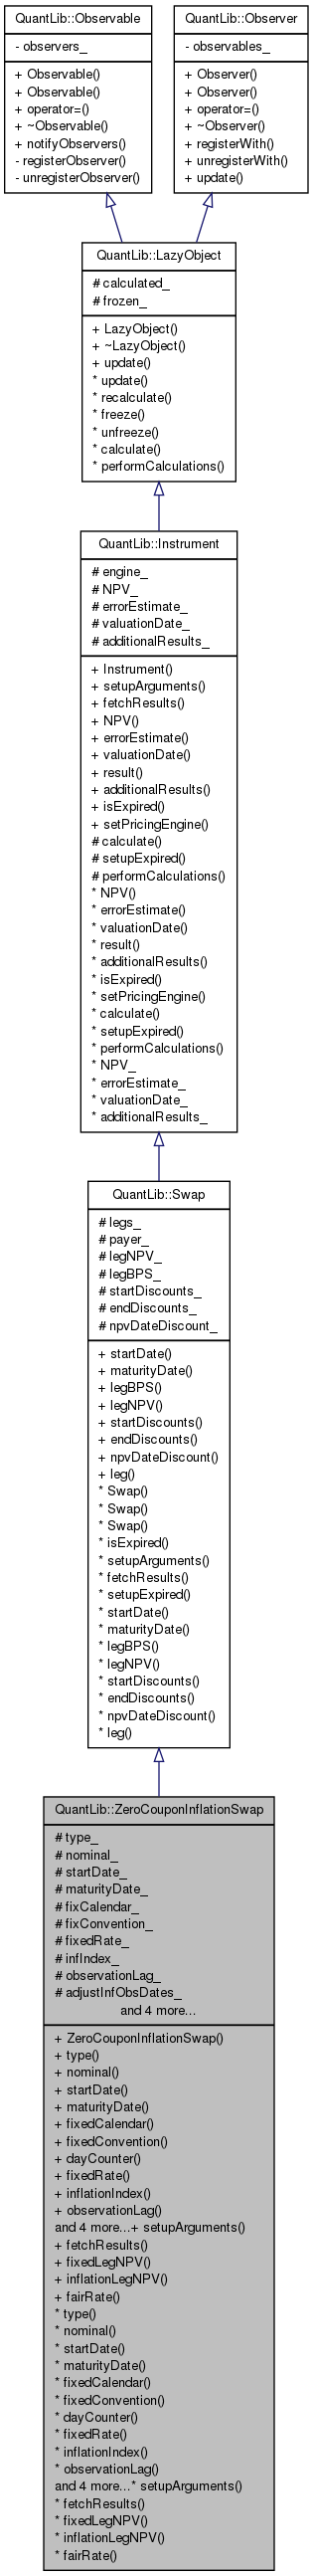 QuantLib::Observable
- observers_
+ Observable()
+ Observable()
+ operator=()
+ ~Observable()
+ notifyObservers()
- registerObserver()
- unregisterObserver()
QuantLib::Observer
- observables_
+ Observer()
+ Observer()
+ operator=()
+ ~Observer()
+ registerWith()
+ unregisterWith()
+ update()
QuantLib::LazyObject
# calculated_
# frozen_
+ LazyObject()
+ ~LazyObject()
+ update()
* update()
* recalculate()
* freeze()
* unfreeze()
* calculate()
* performCalculations()
QuantLib::Instrument
# engine_
# NPV_
# errorEstimate_
# valuationDate_
# additionalResults_
+ Instrument()
+ setupArguments()
+ fetchResults()
+ NPV()
+ errorEstimate()
+ valuationDate()
+ result()
+ additionalResults()
+ isExpired()
+ setPricingEngine()
# calculate()
# setupExpired()
# performCalculations()
* NPV()
* errorEstimate()
* valuationDate()
* result()
* additionalResults()
* isExpired()
* setPricingEngine()
* calculate()
* setupExpired()
* performCalculations()
* NPV_
* errorEstimate_
* valuationDate_
* additionalResults_
QuantLib::Swap
# legs_
# payer_
# legNPV_
# legBPS_
# startDiscounts_
# endDiscounts_
# npvDateDiscount_
+ startDate()
+ maturityDate()
+ legBPS()
+ legNPV()
+ startDiscounts()
+ endDiscounts()
+ npvDateDiscount()
+ leg()
* Swap()
* Swap()
* Swap()
* isExpired()
* setupArguments()
* fetchResults()
* setupExpired()
* startDate()
* maturityDate()
* legBPS()
* legNPV()
* startDiscounts()
* endDiscounts()
* npvDateDiscount()
* leg()
QuantLib::ZeroCouponInflationSwap
# type_
# nominal_
# startDate_
# maturityDate_
# fixCalendar_
# fixConvention_
# fixedRate_
# infIndex_
# observationLag_
# adjustInfObsDates_
and 4 more...
+ ZeroCouponInflationSwap()
+ type()
+ nominal()
+ startDate()
+ maturityDate()
+ fixedCalendar()
+ fixedConvention()
+ dayCounter()
+ fixedRate()
+ inflationIndex()
+ observationLag()
and 4 more...+ setupArguments()
+ fetchResults()
+ fixedLegNPV()
+ inflationLegNPV()
+ fairRate()
* type()
* nominal()
* startDate()
* maturityDate()
* fixedCalendar()
* fixedConvention()
* dayCounter()
* fixedRate()
* inflationIndex()
* observationLag()
and 4 more...* setupArguments()
* fetchResults()
* fixedLegNPV()
* inflationLegNPV()
* fairRate()